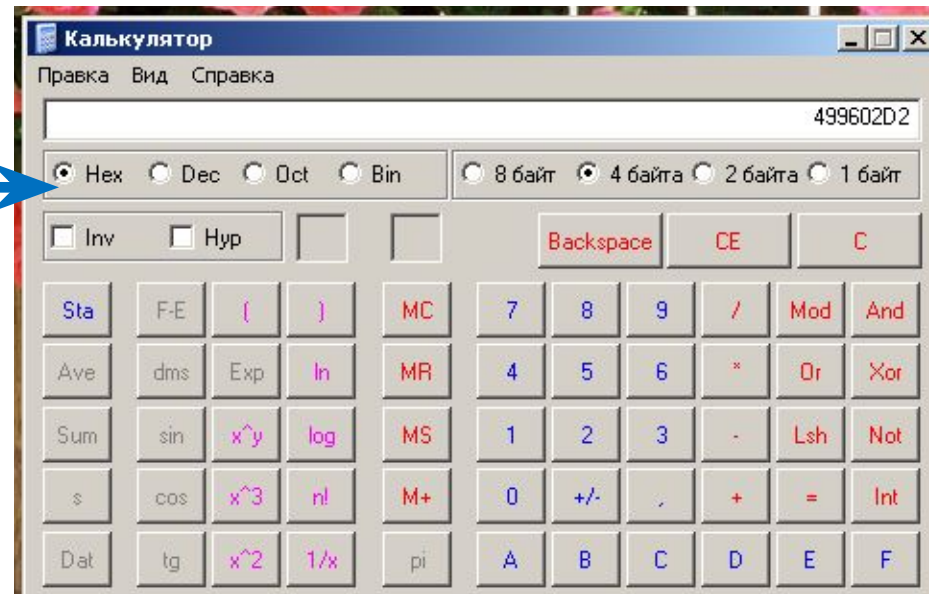 Калькулятор
Правка Вид Справка
499602D2
Hex Dec Oct Bin 8 байт 4 байта 2 байта 1 байт
Inv Hyp Backspace CE C
Sta F-E ( ) MC 7 8 9 / Mod And
Ave dms Exp ln MR 4 5 6 * Or Xor
Sum sin x^y log MS 1 2 3 - Lsh Not
s cos x^3 n! M+ 0 +/- , + = Int
Dat tg x^2 1/x pi A B C D E F